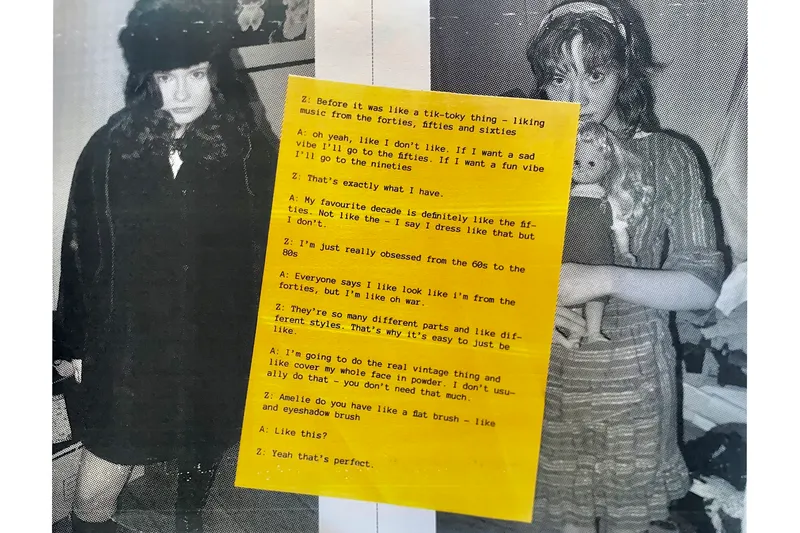 Z: Before it was like a tik-toky thing – liking
music from the forties, fifties and sixties
A: oh yeah, like I don't like. If I want a sad
vibe I'll go to the fifties. If I want a fun vibe
I'll go to the nineties
Z: That's exactly what I have.
A: My favourite decade is definitely like the fif-
ties. Not like the – I say I dress like that but
I don't.
Z: I'm just really obsessed from the 60s to the
80s
A: Everyone says I like look like i'm from the
forties, but I'm like oh war.
Z: They're so many different parts and like dif-
ferent styles. That's why it's easy to just be
like.
A: I'm going to do the real vintage thing and
like cover my whole face in powder. I don't usu-
ally do that – you don't need that much.
Z: Amelie do you have like a flat brush – like
and eyeshadow brush
A: Like this?
Z: Yeah that's perfect.